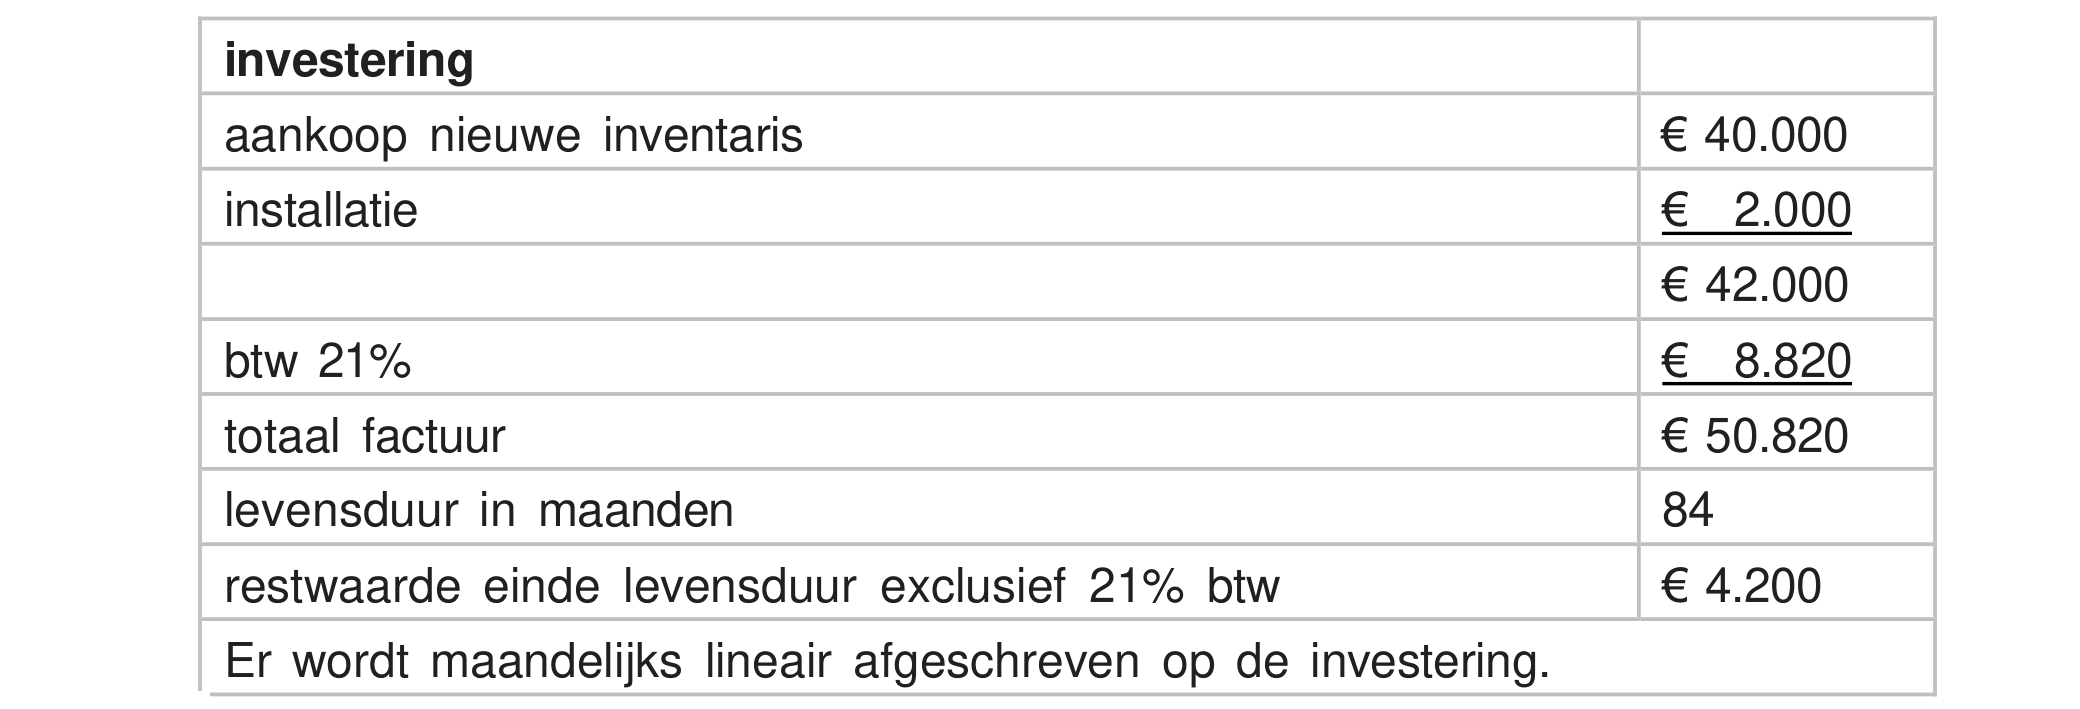 investering
aankoop nieuwe inventaris € 40.000
installatie € 2.000
€ 42.000
btw 21% € 8.820
totaal factuur € 50.820
levensduur in maanden 84
restwaarde einde levensduur exclusief 21% btw € 4.200
Er wordt maandelijks lineair afgeschreven op de investering.